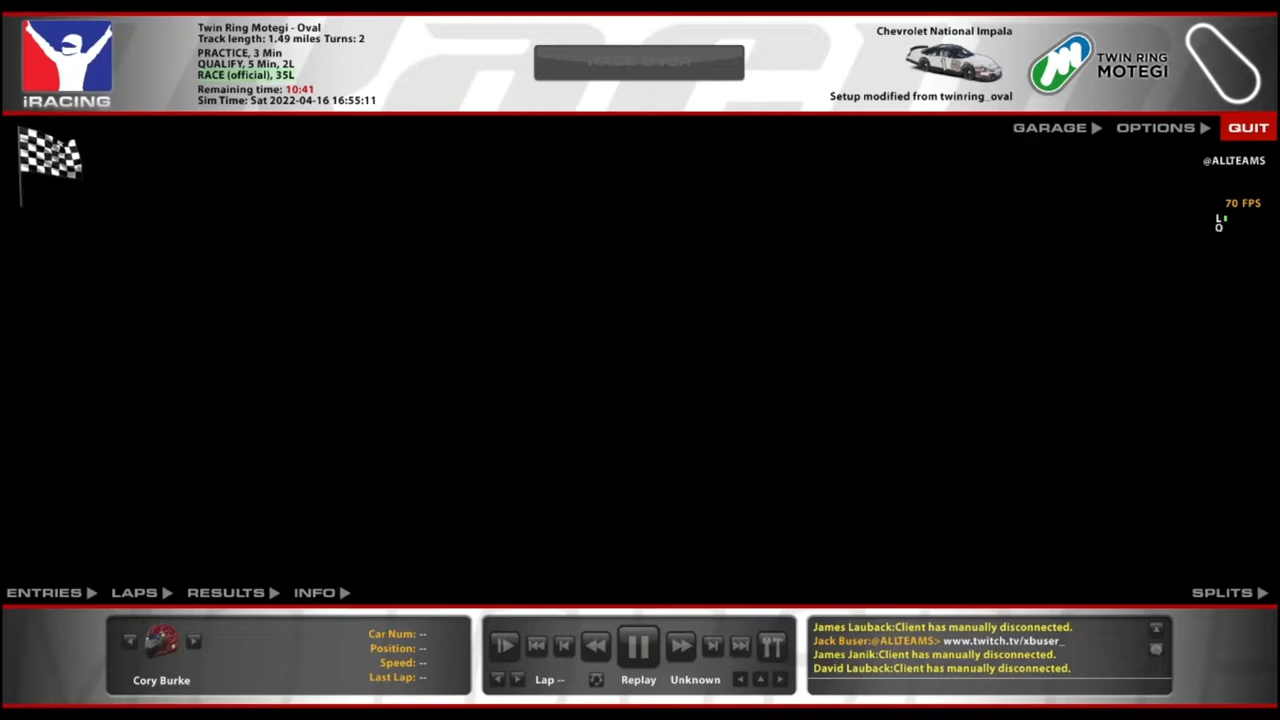 iRACING
Twin Ring Motegi - Oval
Track length: 1.49 miles Turns: 2
PRACTICE, 3 Min
QUALIFY, 5 Min, 2L
RACE (official), 35L
Remaining time: 10:41
Sim Time: Sat 2022-04-16 16:55:11
RACE OVER
Chevrolet National Impala
Setup modified from twinring_oval
TWIN RING
MOTEGI
GARAGE
OPTIONS
QUIT
@ALLTEAMS
70 FPS
L
Q
ENTRIES
LAPS
RESULTS
INFO
SPLITS
Cory Burke
Car Num: --
Position: --
Speed: --
Last Lap: --
Lap --
Replay
Unknown
James Lauback:Client has manually disconnected.
Jack Buser:@ALLTEAMS> www.twitch.tv/xbuser_
James Janik:Client has manually disconnected.
David Lauback:Client has manually disconnected.